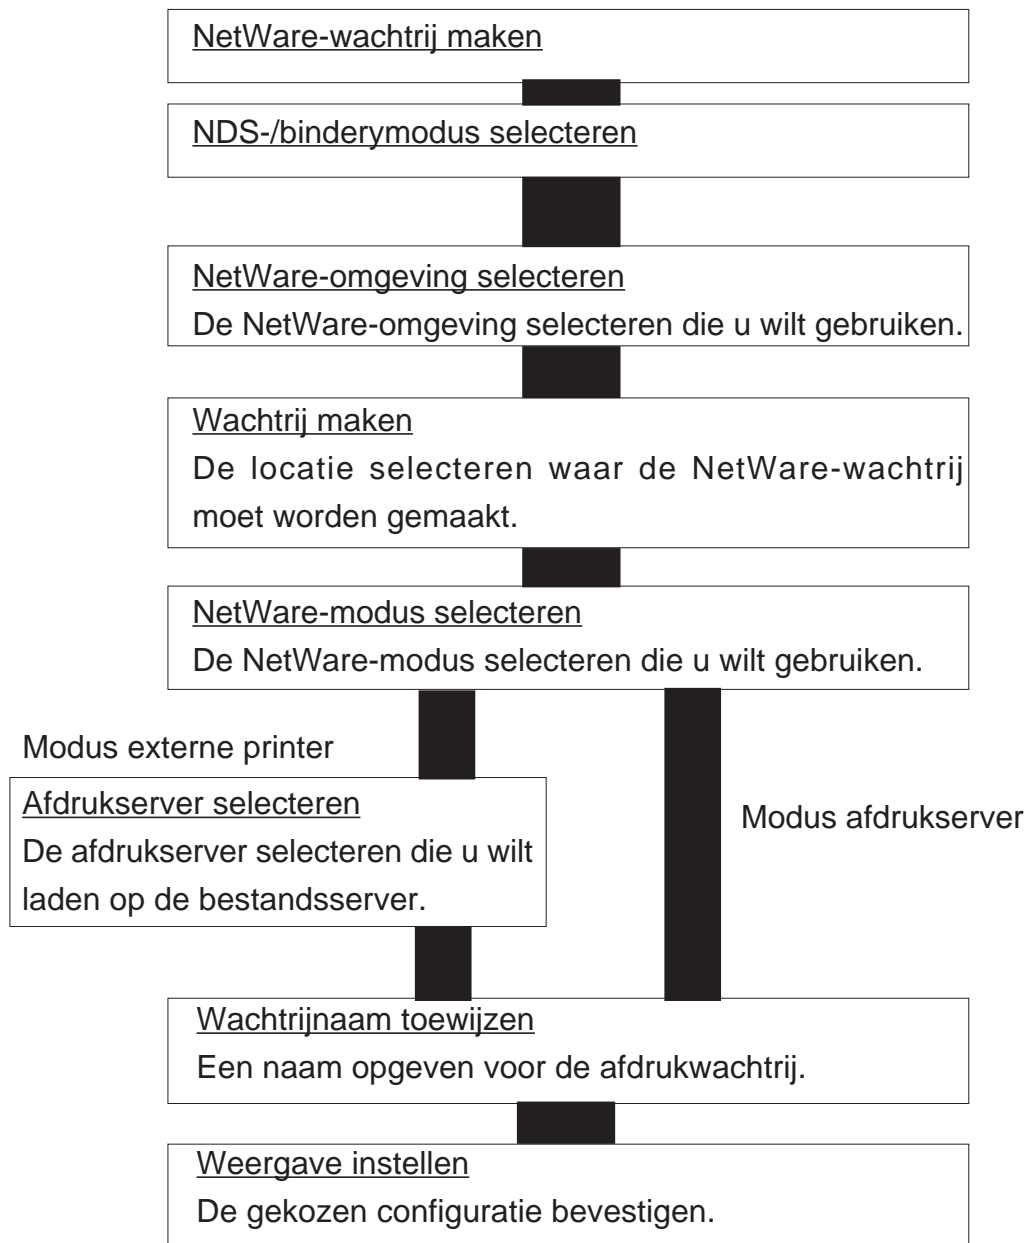 NetWare-wachtrij maken
NDS-/binderymodus selecteren
NetWare-omgeving selecteren
De NetWare-omgeving selecteren die u wilt gebruiken.
Wachtrij maken
De locatie selecteren waar de NetWare-wachtrij
moet worden gemaakt.
NetWare-modus selecteren
De NetWare-modus selecteren die u wilt gebruiken.
Modus externe printer
Afdrukserver selecteren
De afdrukserver selecteren die u wilt
laden op de bestandsserver.
Modus afdrukserver
Wachtrijnaam toewijzen
Een naam opgeven voor de afdrukwachtrij.
Weergave instellen
De gekozen configuratie bevestigen.